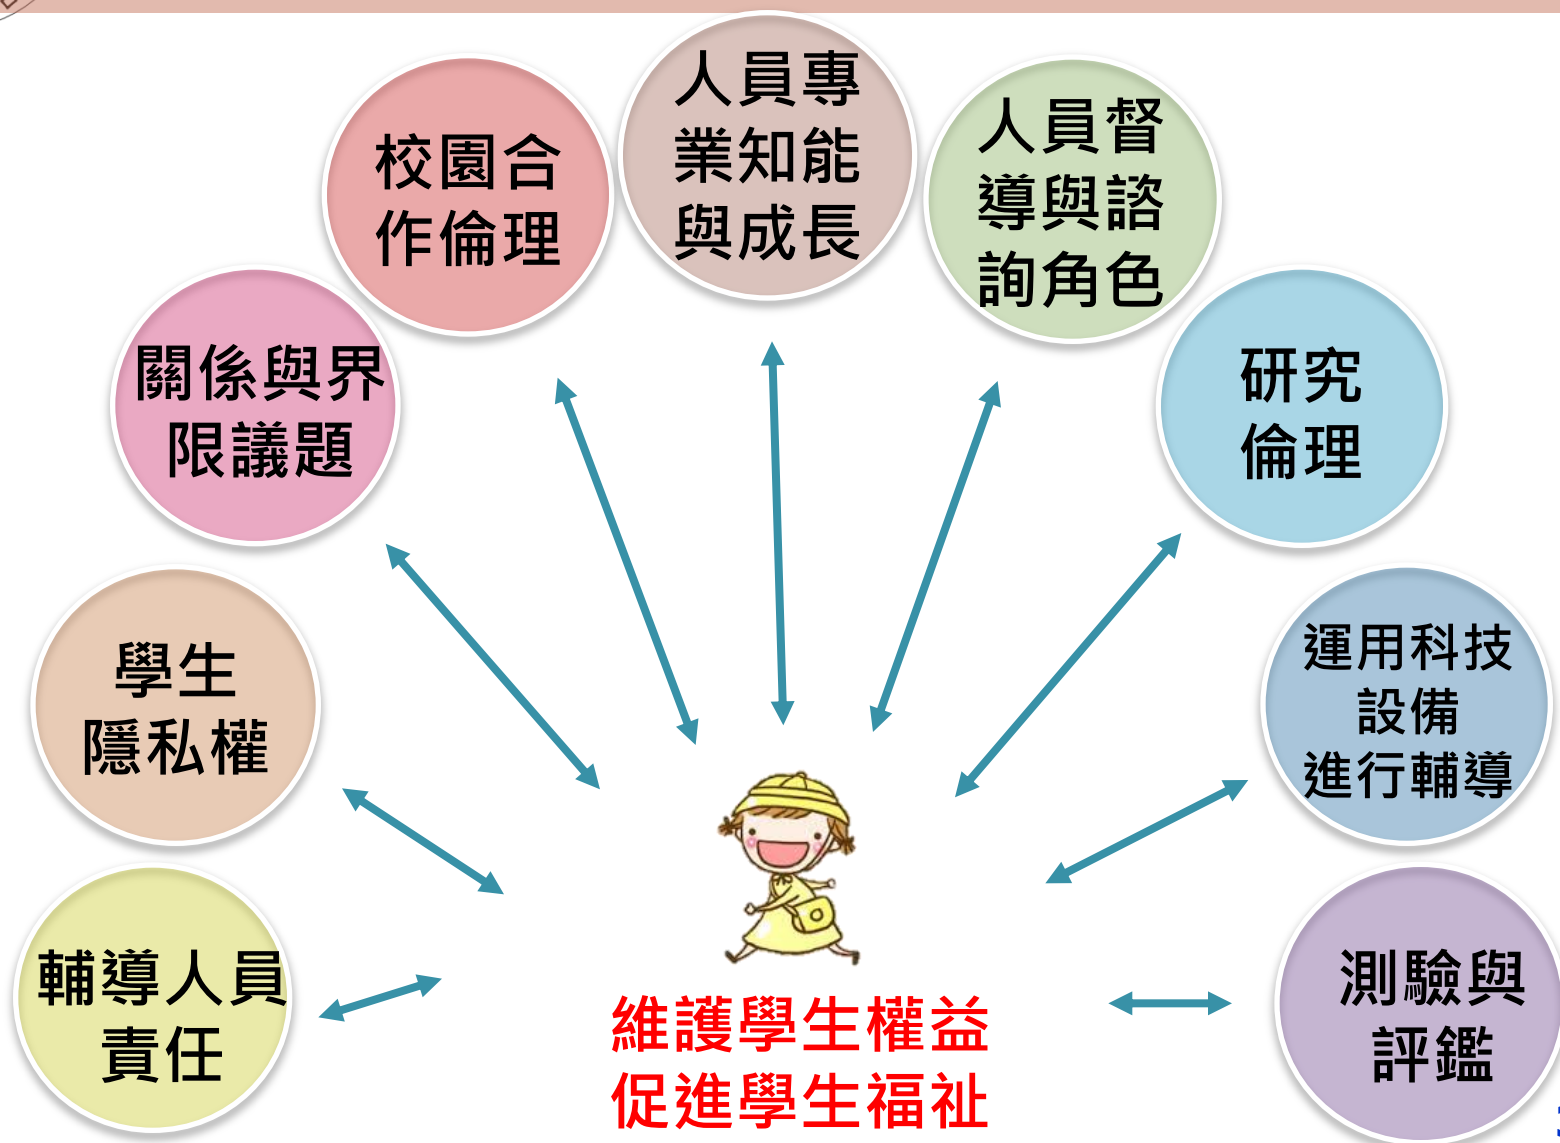 人員專
業知能
與成長
校園合
作倫理
人員督
導與諮
詢角色
關係與界
限議題
研究
倫理
學生
隱私權
運用科技
設備
進行輔導
輔導人員
責任
測驗與
評鑑
維護學生權益
促進學生福祉